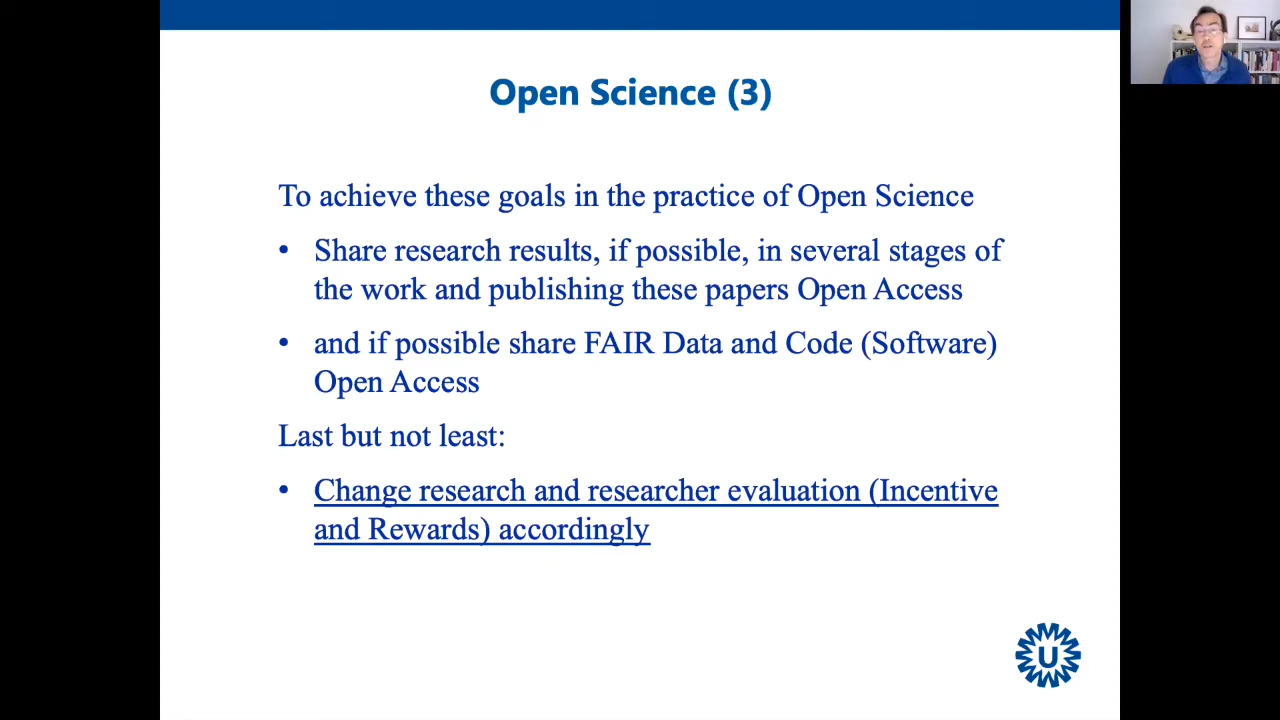 Open Science (3)
To achieve these goals in the practice of Open Science
• Share research results, if possible, in several stages of
the work and publishing these papers Open Access
• and if possible share FAIR Data and Code (Software)
Open Access
Last but not least:
• Change research and researcher evaluation (Incentive
and Rewards) accordingly
U